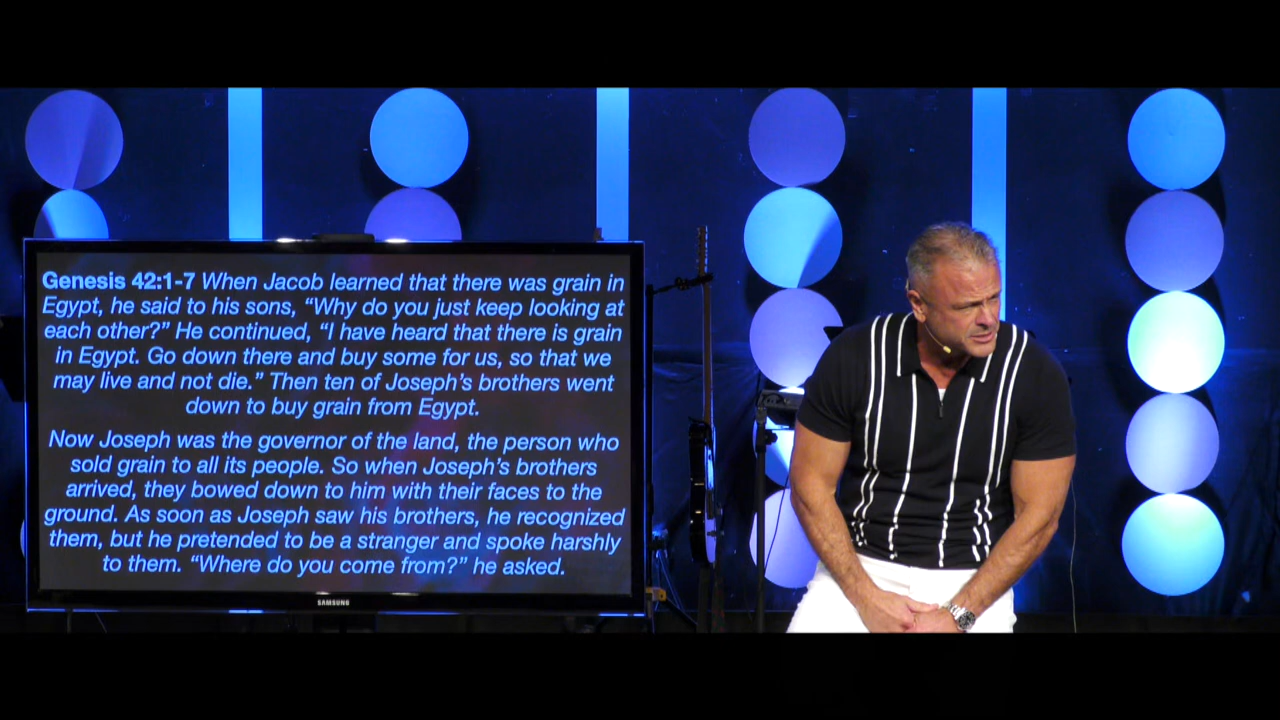 Genesis 42:1-7 When Jacob learned that there was grain in
Egypt, he said to his sons, “Why do you just keep looking at
each other?” He continued, “I have heard that there is grain
in Egypt. Go down there and buy some for us, so that we
may live and not die.” Then ten of Joseph’s brothers went
down to buy grain from Egypt.
Now Joseph was the governor of the land, the person who
sold grain to all its people. So when Joseph’s brothers
arrived, they bowed down to him with their faces to the
ground. As soon as Joseph saw his brothers, he recognized
them, but he pretended to be a stranger and spoke harshly
to them. “Where do you come from?” he asked.
SAMSUNG